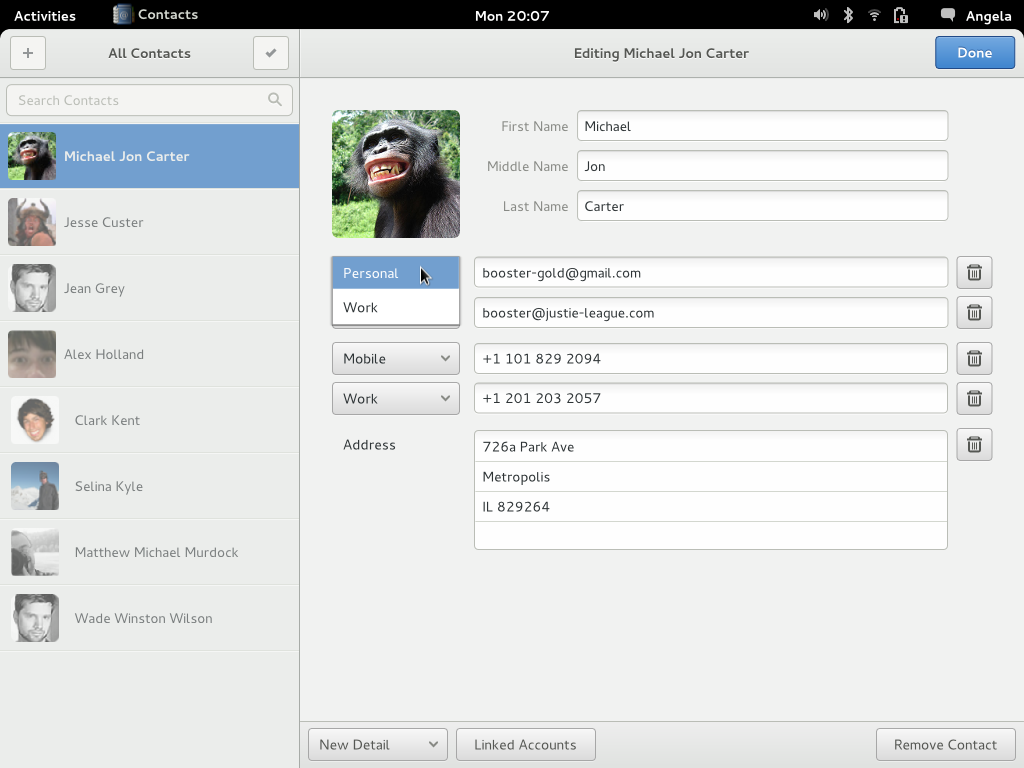 Activities Contacts Mon 20:07 Angela
All Contacts Editing Michael Jon Carter Done
Search Contacts
Michael Jon Carter
Jesse Custer
Jean Grey
Alex Holland
Clark Kent
Selina Kyle
Matthew Michael Murdock
Wade Winston Wilson
First Name Michael
Middle Name Jon
Last Name Carter
Personal booster-gold@gmail.com
Work booster@justie-league.com
Mobile +1 101 829 2094
Work +1 201 203 2057
Address 726a Park Ave
Metropolis
IL 829264
New Detail Linked Accounts Remove Contact